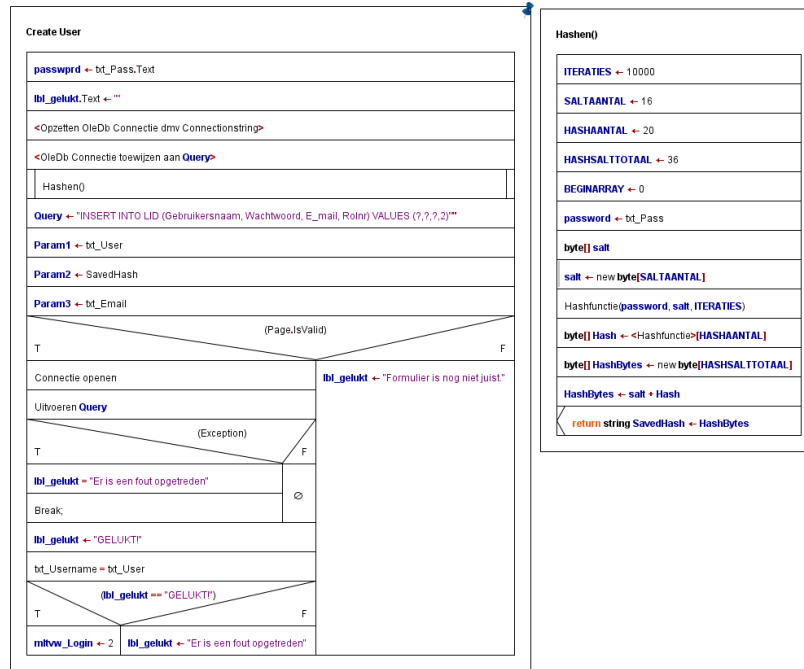 Create User
passwprd ← txt_Pass.Text
lbl_gelukt.Text ← ""
<Opzetten OleDb Connectie dmv Connectionstring>
<OleDb Connectie toewijzen aan Query>
Hashen()
Query ← "INSERT INTO LID (Gebruikersnaam, Wachtwoord, E_mail, Rolnr) VALUES (?,?,?,2)""
Param1 ← txt_User
Param2 ← SavedHash
Param3 ← txt_Email
(Page.IsValid)
T F
Connectie openen
Uitvoeren Query
(Exception)
T F
lbl_gelukt = "Er is een fout opgetreden"
∅
Break;
lbl_gelukt ← "GELUKT!"
txt_Username = txt_User
(lbl_gelukt == "GELUKT!")
T F
mltvw_Login ← 2
lbl_gelukt ← "Er is een fout opgetreden"
lbl_gelukt ← "Formulier is nog niet juist."
Hashen()
ITERATIES ← 10000
SALTAANTAL ← 16
HASHAANTAL ← 20
HASHSALTTOTAAL ← 36
BEGINARRAY ← 0
password ← txt_Pass
byte[] salt
salt ← new byte[SALTAANTAL]
Hashfunctie(password, salt, ITERATIES)
byte[] Hash ← <Hashfunctie>[HASHAANTAL]
byte[] HashBytes ← new byte[HASHSALTTOTAAL]
HashBytes ← salt + Hash
return string SavedHash ← HashBytes